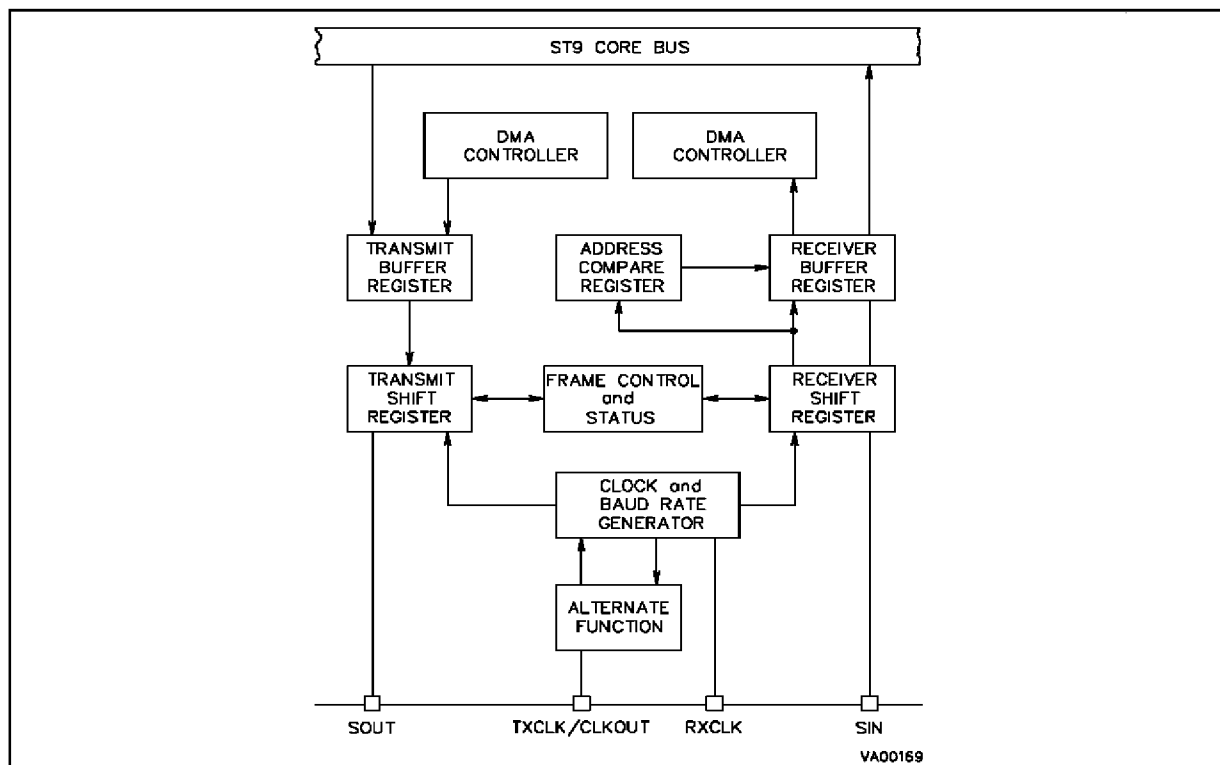 ST9 CORE BUS
DMA
CONTROLLER
DMA
CONTROLLER
TRANSMIT
BUFFER
REGISTER
ADDRESS
COMPARE
REGISTER
RECEIVER
BUFFER
REGISTER
TRANSMIT
SHIFT
REGISTER
FRAME CONTROL
and
STATUS
RECEIVER
SHIFT
REGISTER
CLOCK and
BAUD RATE
GENERATOR
ALTERNATE
FUNCTION
SOUT
TXCLK/CLKOUT
RXCLK
SIN
VA00169